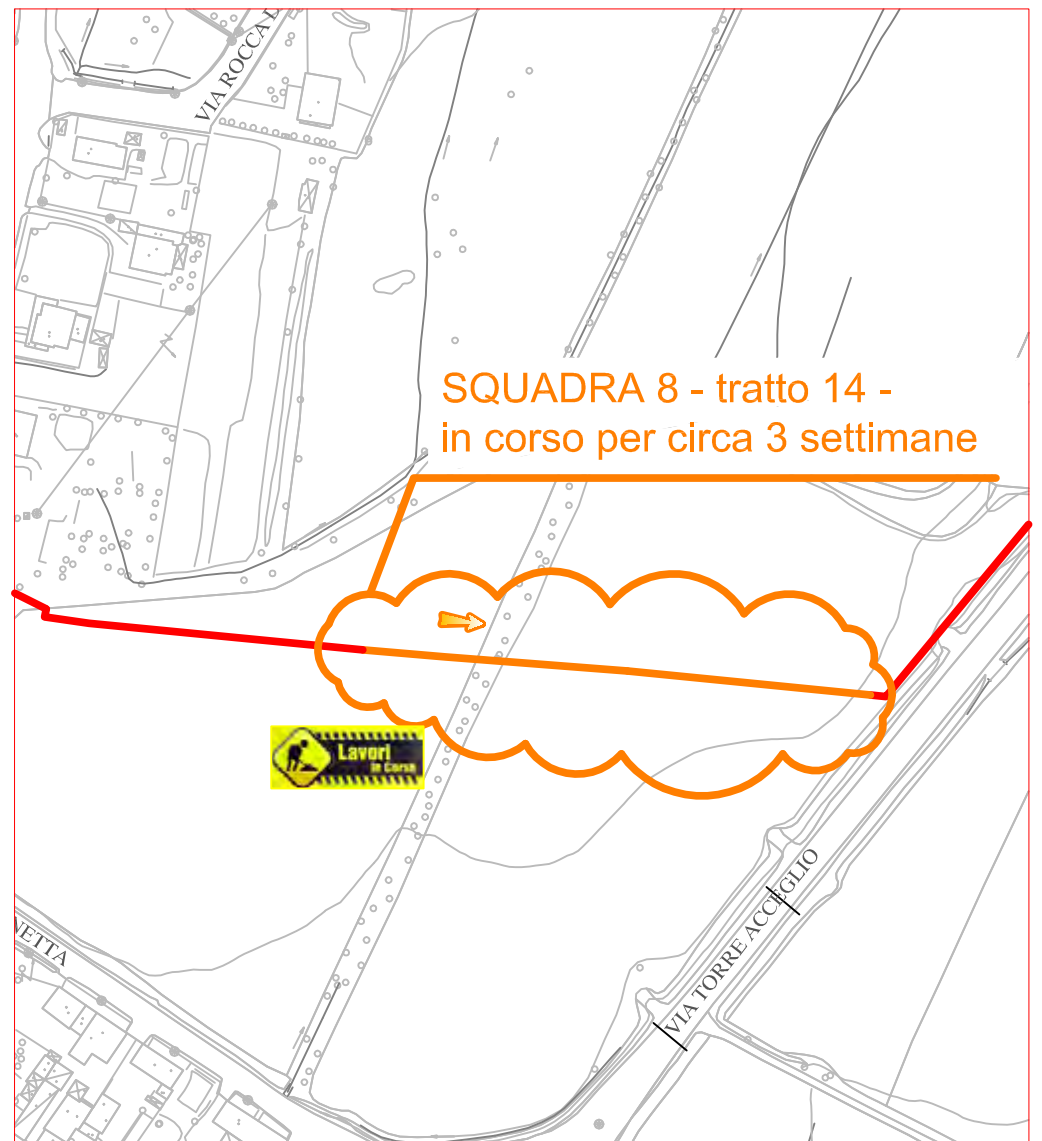 VIA ROCCA D
SQUADRA 8 - tratto 14 -
in corso per circa 3 settimane
Lavori
in Corso
VIA TORRE ACCEGLIO
NETTA